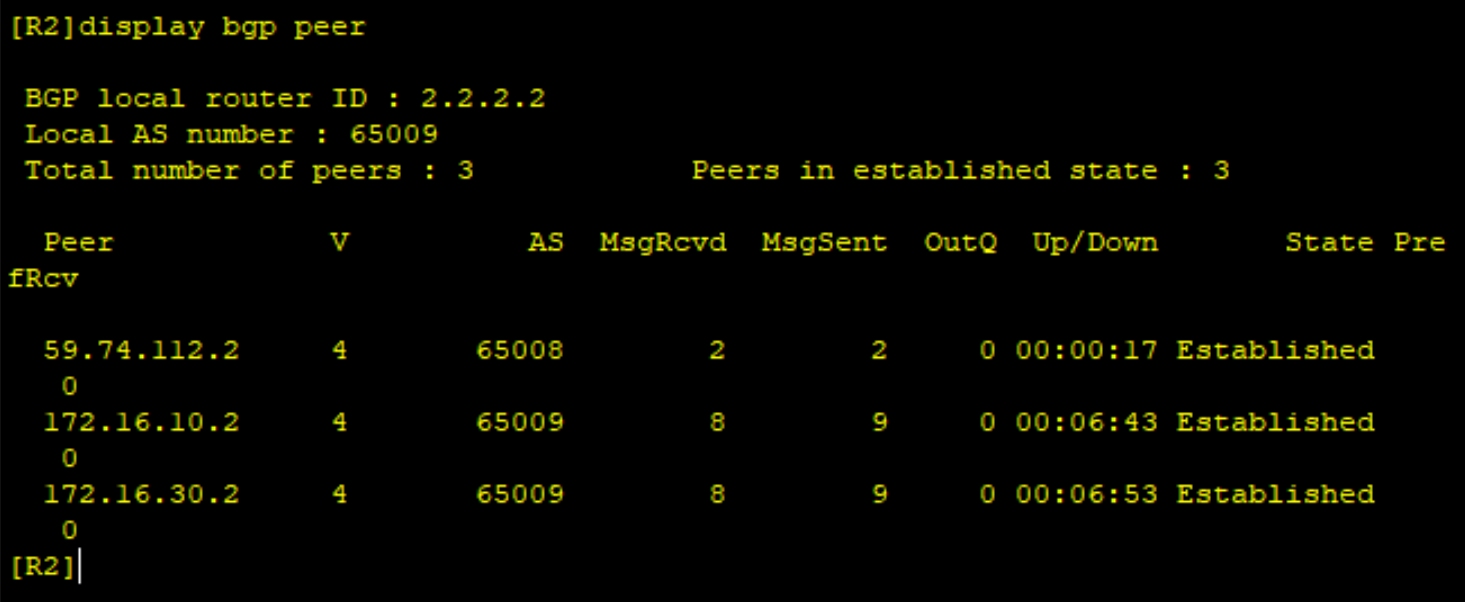 [R2]display bgp peer
BGP local router ID : 2.2.2.2
Local AS number : 65009
Total number of peers : 3 Peers in established state : 3
Peer V AS MsgRcvd MsgSent OutQ Up/Down State Pre
fRcv
59.74.112.2 4 65008 2 2 0 00:00:17 Established
0
172.16.10.2 4 65009 8 9 0 00:06:43 Established
0
172.16.30.2 4 65009 8 9 0 00:06:53 Established
0
[R2]